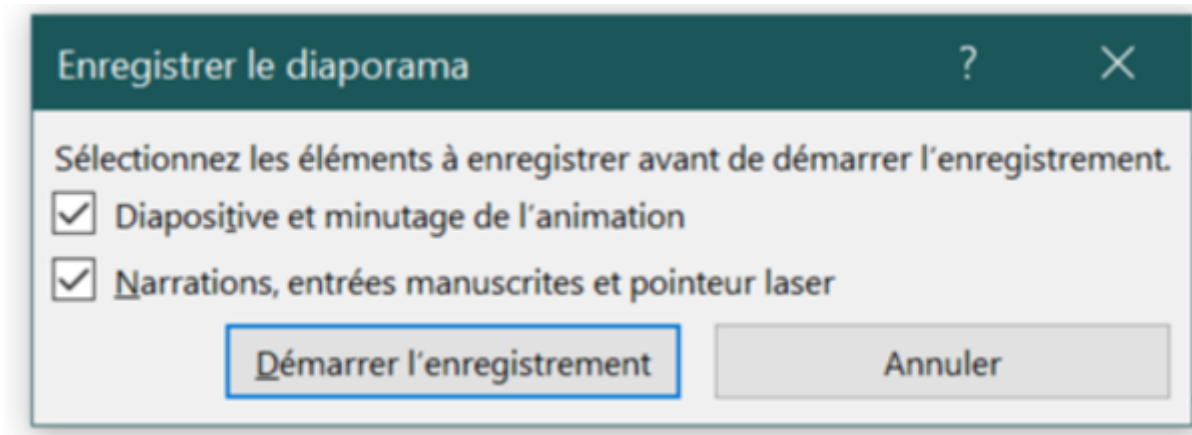 Enregistrer le diaporama ?
Sélectionnez les éléments à enregistrer avant de démarrer l'enregistrement.
Diapositive et minutage de l'animation
Narrations, entrées manuscrites et pointeur laser
Démarrer l'enregistrement Annuler